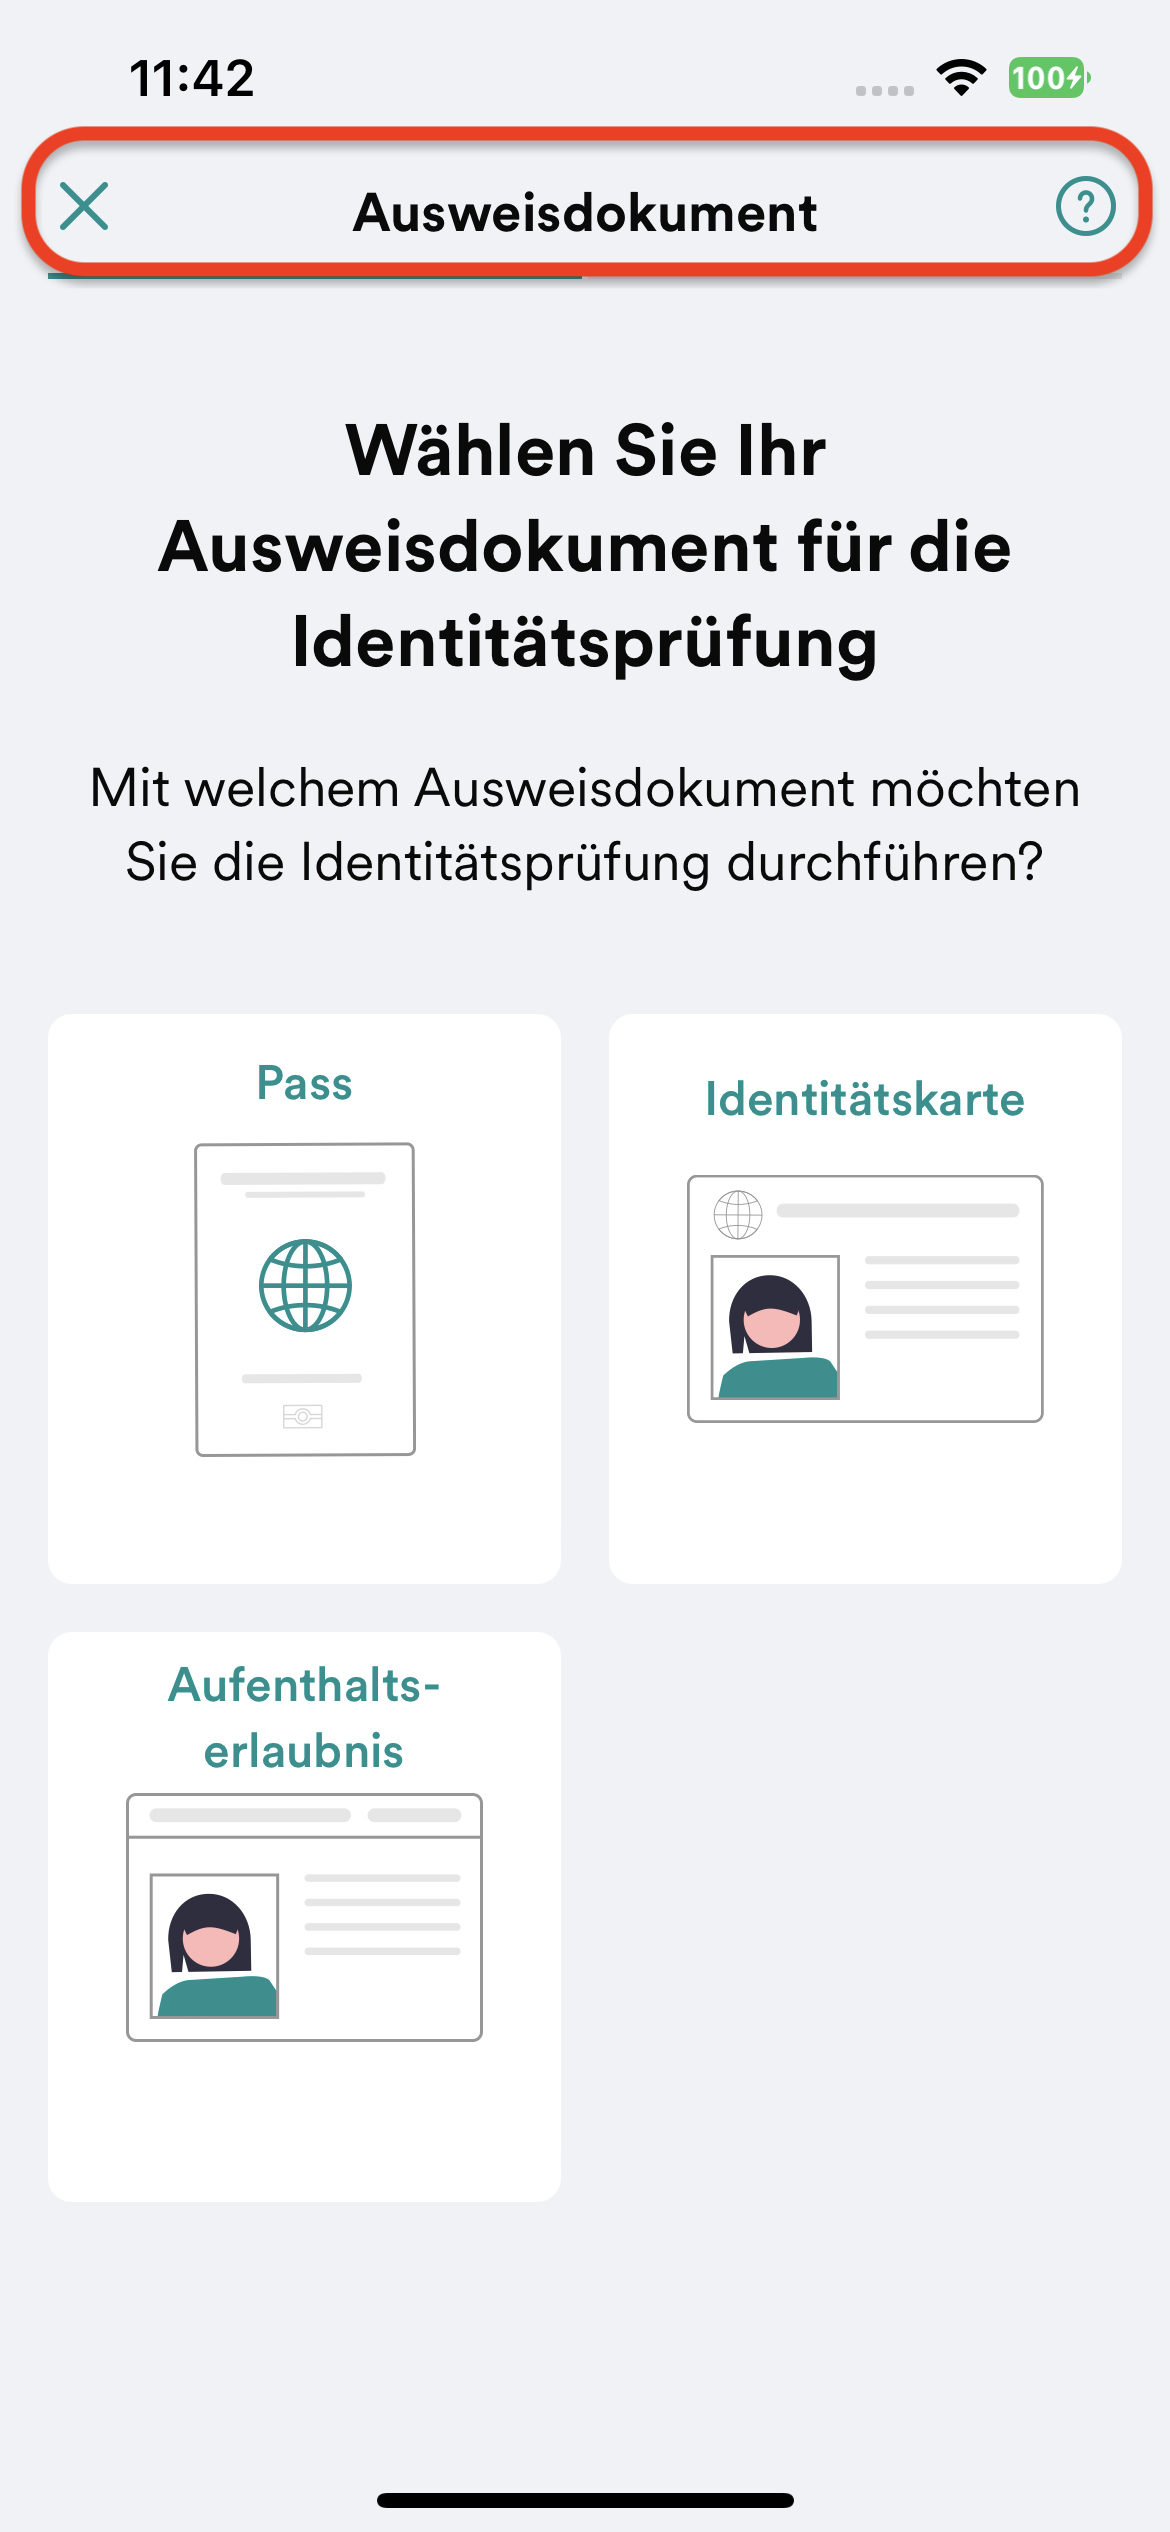 11:42
100
Ausweisdokument
?
Wählen Sie Ihr
Ausweisdokument für die
Identitätsprüfung
Mit welchem Ausweisdokument möchten
Sie die Identitätsprüfung durchführen?
Pass
Identitätskarte
Aufenthalts-
erlaubnis